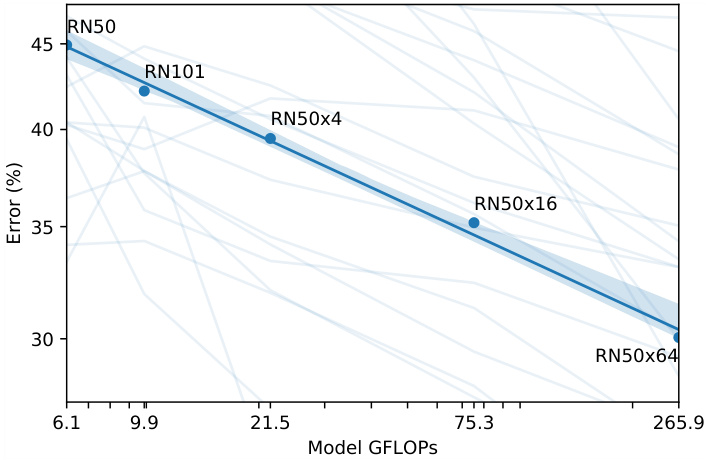 RN50
45
RN101
RN50x4
40
RN50x16
35
30
RN50x64
Error (%)
6.1 9.9 21.5 75.3 265.9
Model GFLOPs